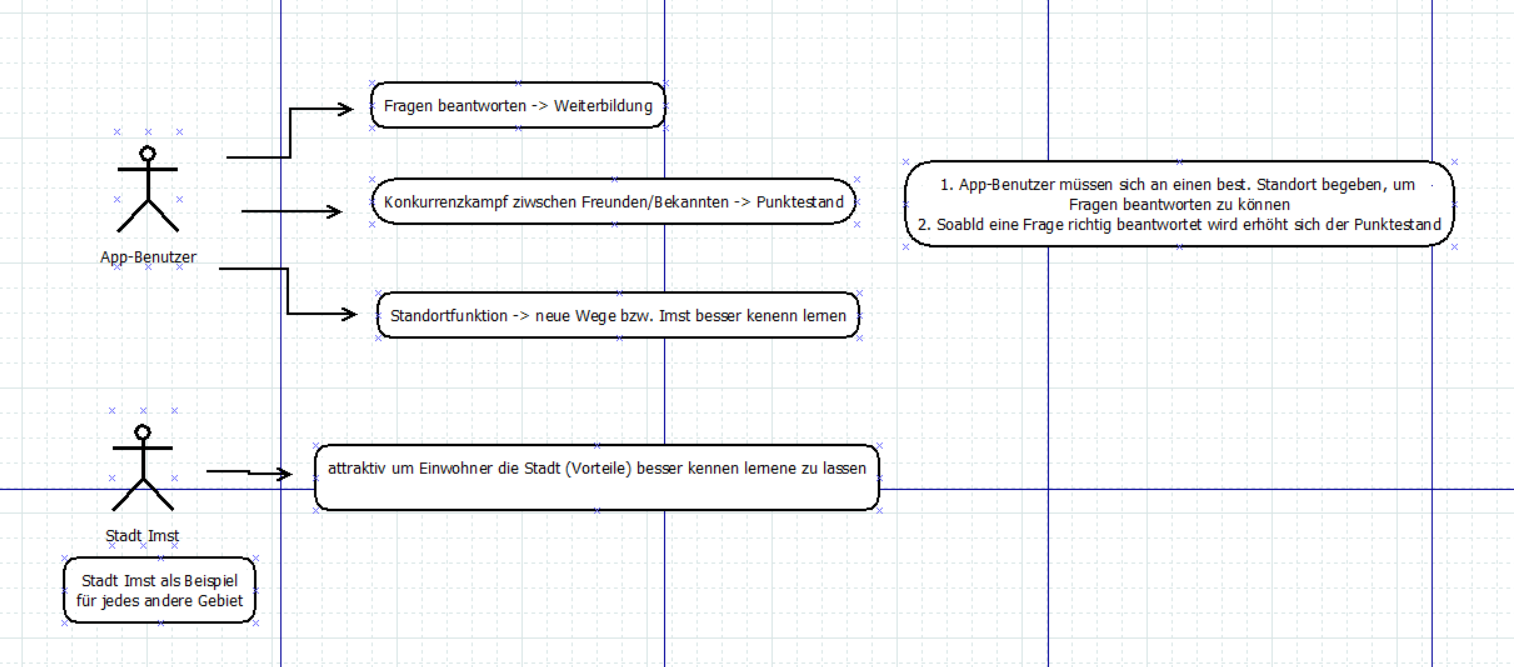 Fragen beantworten -> Weiterbildung
Konkurrenzkampf ziwschen Freunden/Bekannten -> Punktestand
1. App-Benutzer müssen sich an einen best. Standort begeben, um
Fragen beantworten zu können
2. Soabld eine Frage richtig beantwortet wird erhöht sich der Punktestand
App-Benutzer
Standortfunktion -> neue Wege bzw. Imst besser kenenn lernen
attraktiv um Einwohner die Stadt (Vorteile) besser kennen lernene zu lassen
Stadt Imst
Stadt Imst als Beispiel
für jedes andere Gebiet